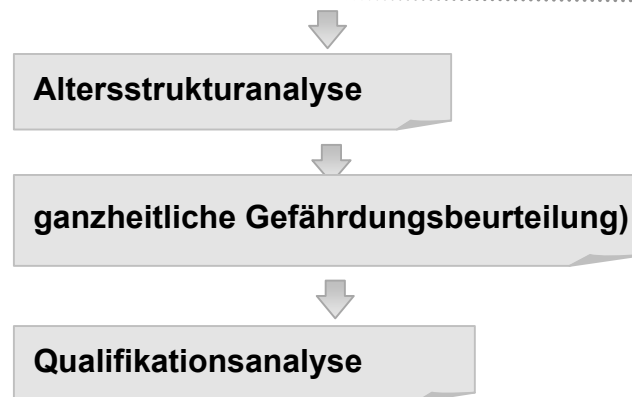 Altersstrukturanalyse
ganzheitliche Gefährdungsbeurteilung)
Qualifikationsanalyse